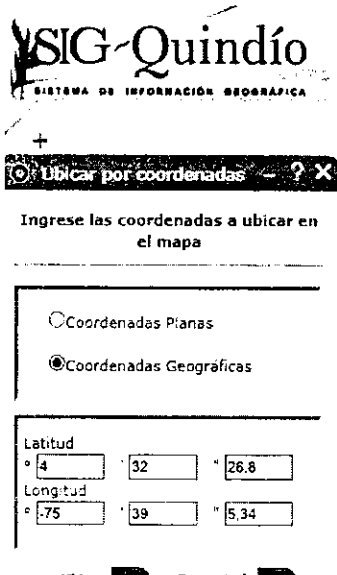 SIG-Quindío
SISTEMA DE INFORMACIÓN GEOGRÁFICA
Ubicar por coordenadas – ? X
Ingrese las coordenadas a ubicar en
el mapa
Coordenadas Planas
Coordenadas Geográficas
Latitud
° 4 ' 32 " 26.8
Longitud
° -75 ' 39 " 5,34